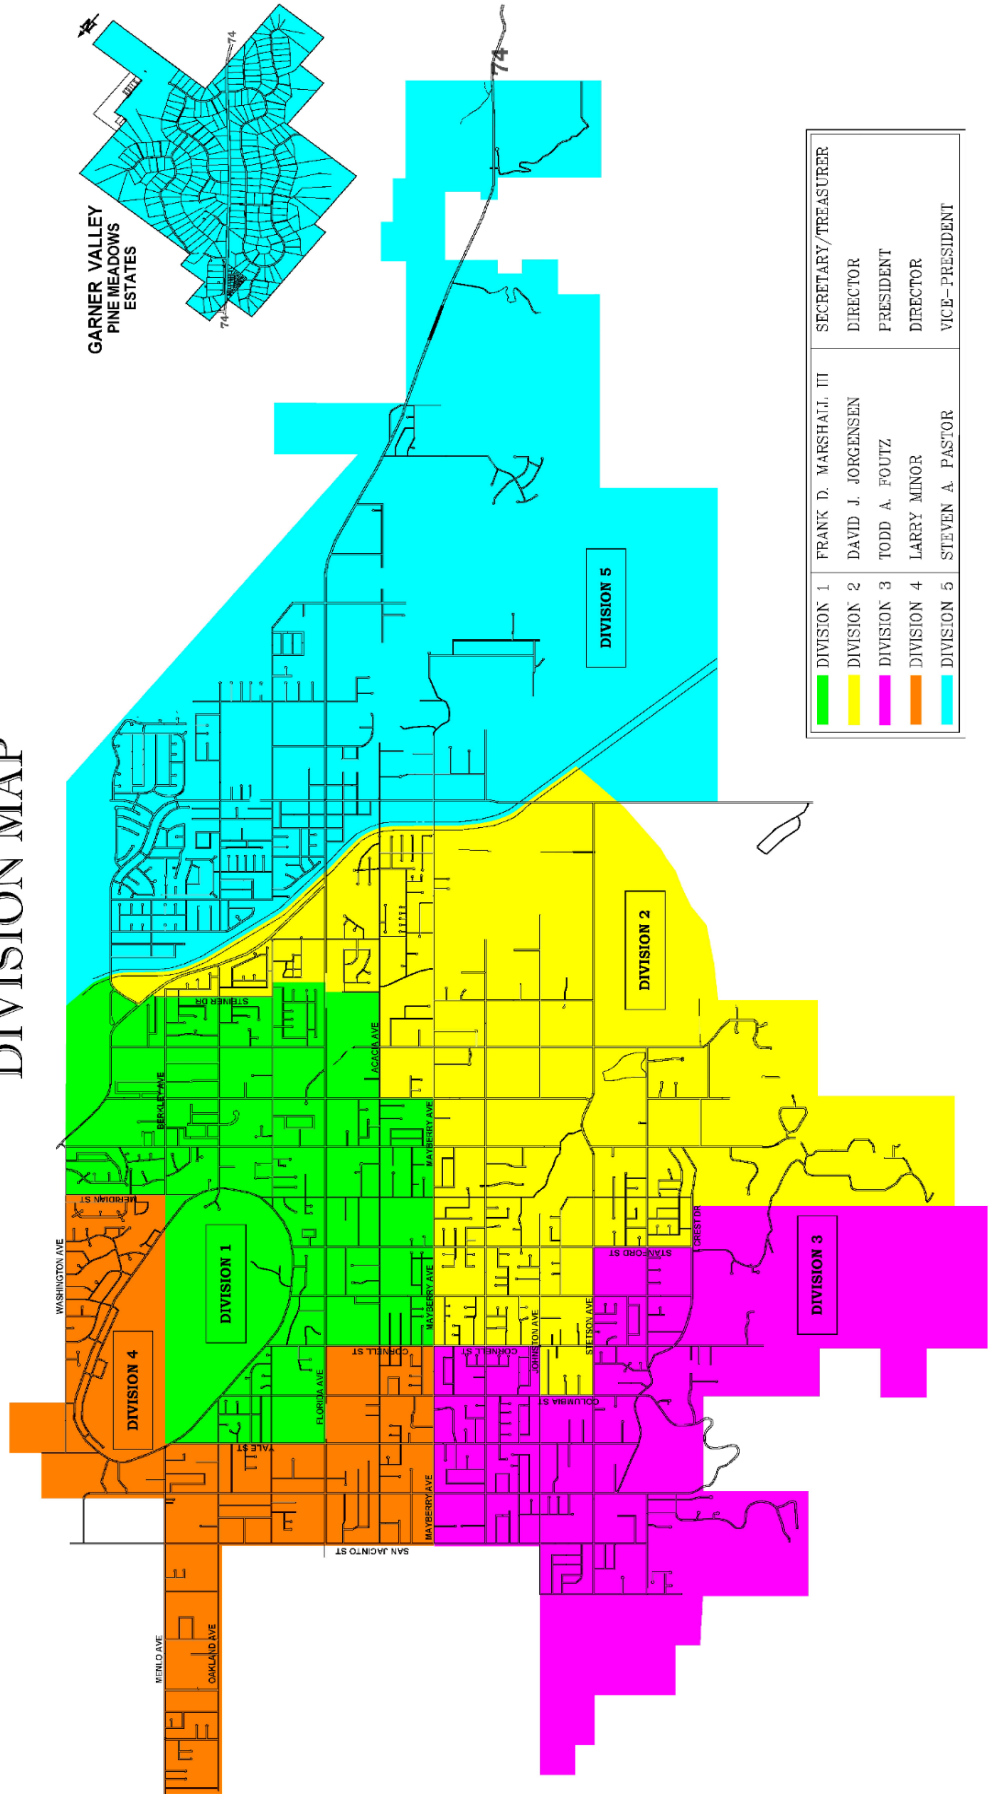 DIVISION MAP
GARNER VALLEY
PINE MEADOWS
ESTATES
N
74
74
74
DIVISION 1 FRANK D. MARSHALL III SECRETARY/TREASURER
DIVISION 2 DAVID J. JORGENSEN DIRECTOR
DIVISION 3 TODD A. FOUTZ PRESIDENT
DIVISION 4 LARRY MINOR DIRECTOR
DIVISION 5 STEVEN A. PASTOR VICE-PRESIDENT
DIVISION 5
DIVISION 2
DIVISION 1
DIVISION 4
DIVISION 3
STEINER DR
ACACIA AVE
BERKLEY AVE
MAYBERRY AVE
MERIDIAN ST
WASHINGTON AVE
CREST DR
STANFORD ST
MAYBERRY AVE
STETSON AVE
JOHNSTON AVE
CORNELL ST
CORNELL ST
FLORIDA AVE
COLUMBIA ST
YALE ST
MAYBERRY AVE
SAN JACINTO ST
MENLO AVE
OAKLAND AVE